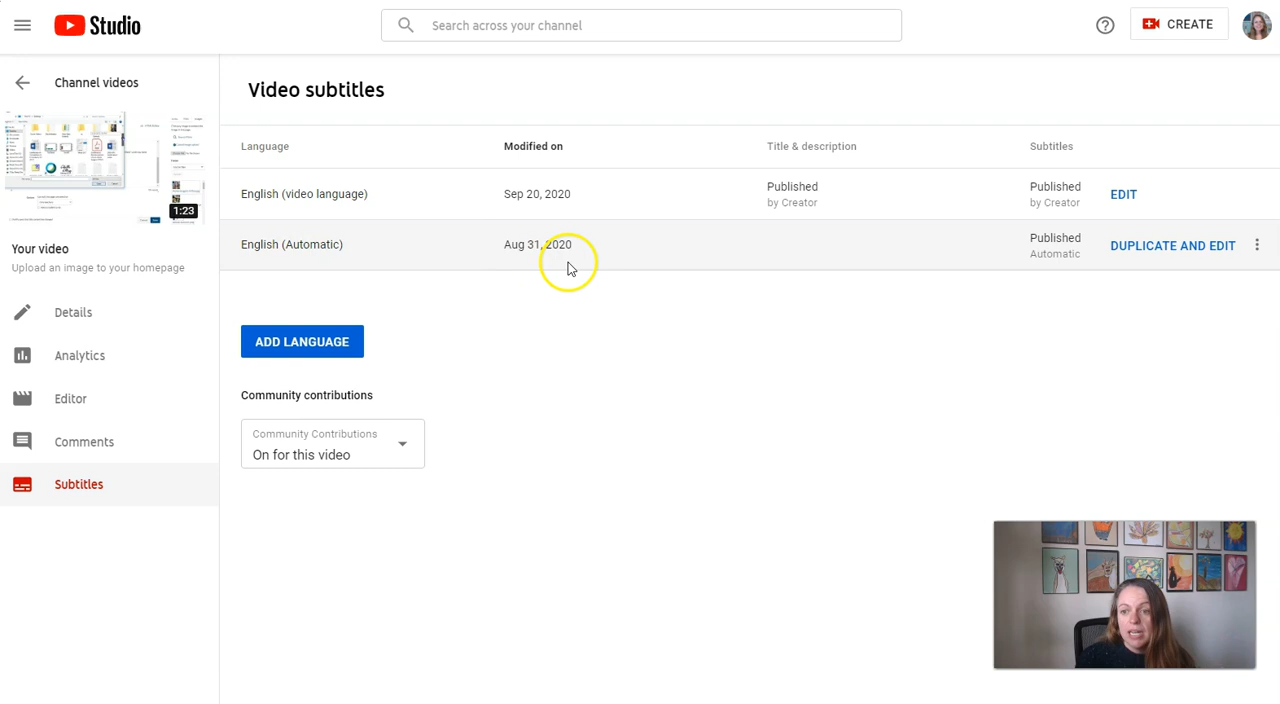 Studio
Search across your channel
CREATE
Channel videos
1:23
Your video
Upload an image to your homepage
Details
Analytics
Editor
Comments
Subtitles
Video subtitles
Language
Modified on
Title & description
Subtitles
English (video language)
Sep 20, 2020
Published
by Creator
Published
by Creator
EDIT
English (Automatic)
Aug 31, 2020
Published
Automatic
DUPLICATE AND EDIT
ADD LANGUAGE
Community contributions
Community Contributions
On for this video